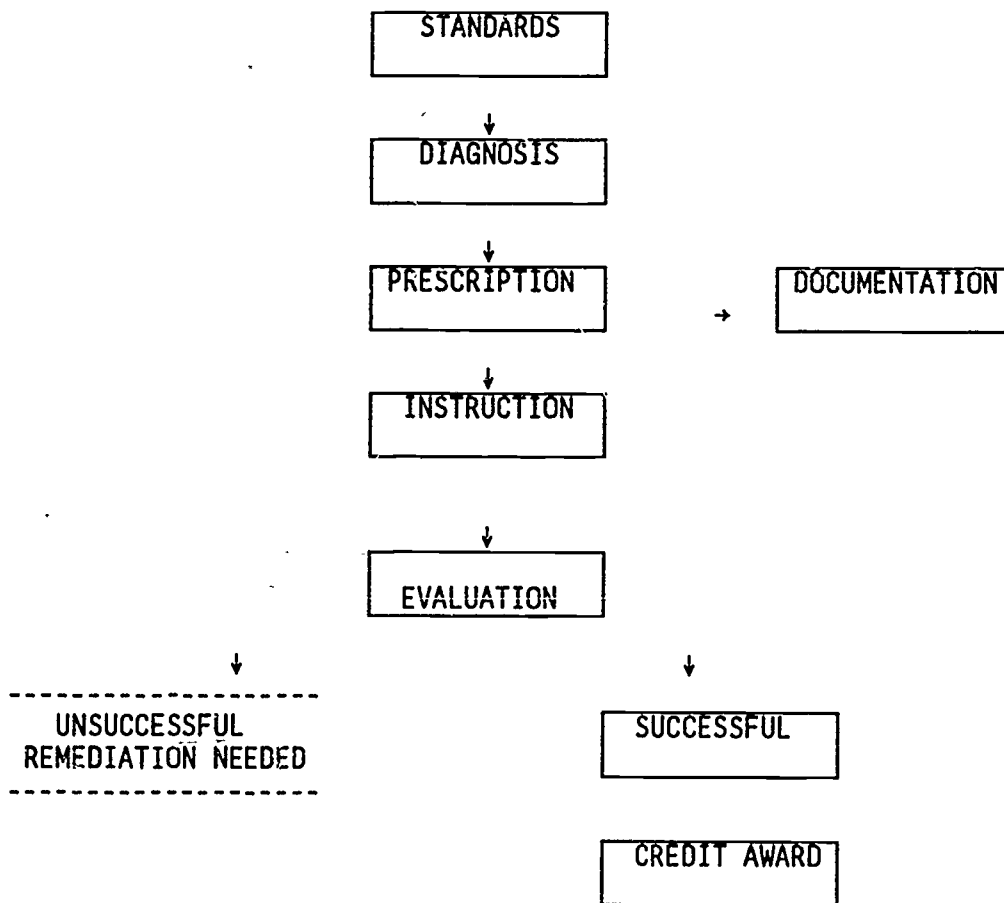 STANDARDS
DIAGNOSIS
PRESCRIPTION
DOCUMENTATION
INSTRUCTION
EVALUATION
UNSUCCESSFUL
REMEDIATION NEEDED
SUCCESSFUL
CREDIT AWARD